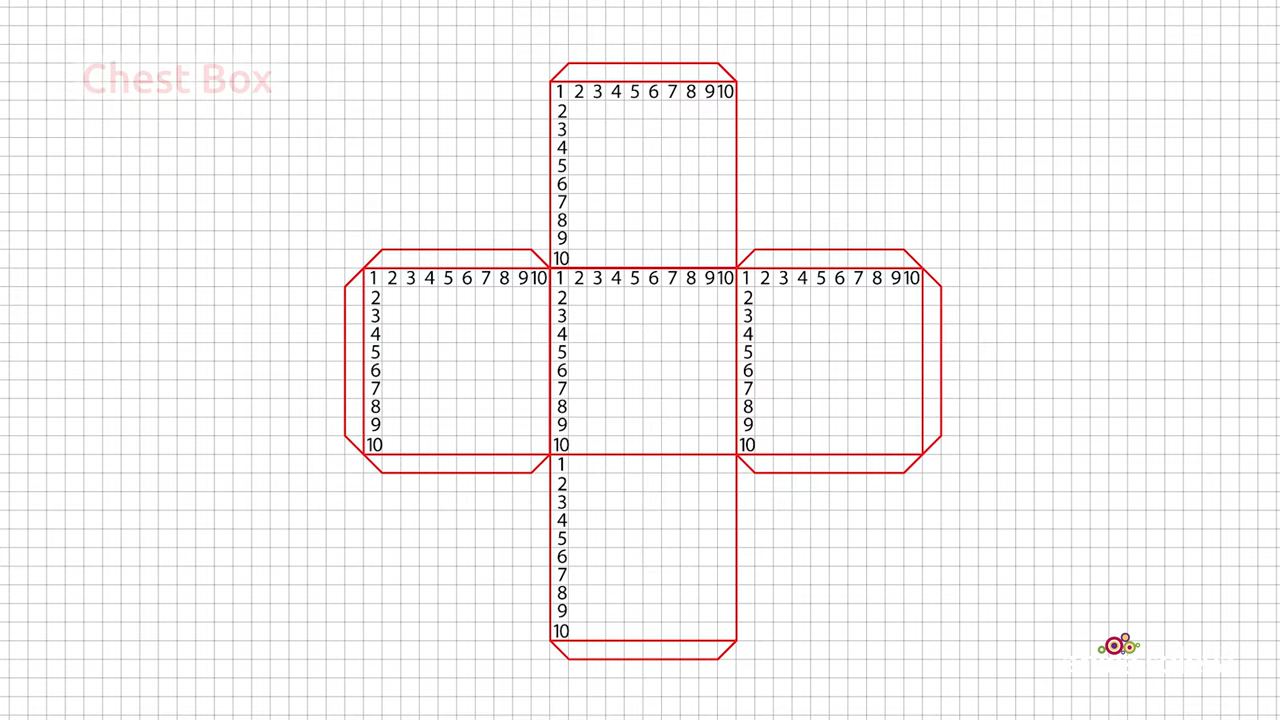 Chest Box
1 2 3 4 5 6 7 8 9 10
2
3
4
5
6
7
8
9
10
1 2 3 4 5 6 7 8 9 10 1 2 3 4 5 6 7 8 9 10 1 2 3 4 5 6 7 8 9 10
2 2 2
3 3 3
4 4 4
5 5 5
6 6 6
7 7 7
8 8 8
9 9 9
10 10 10
1
2
3
4
5
6
7
8
9
10